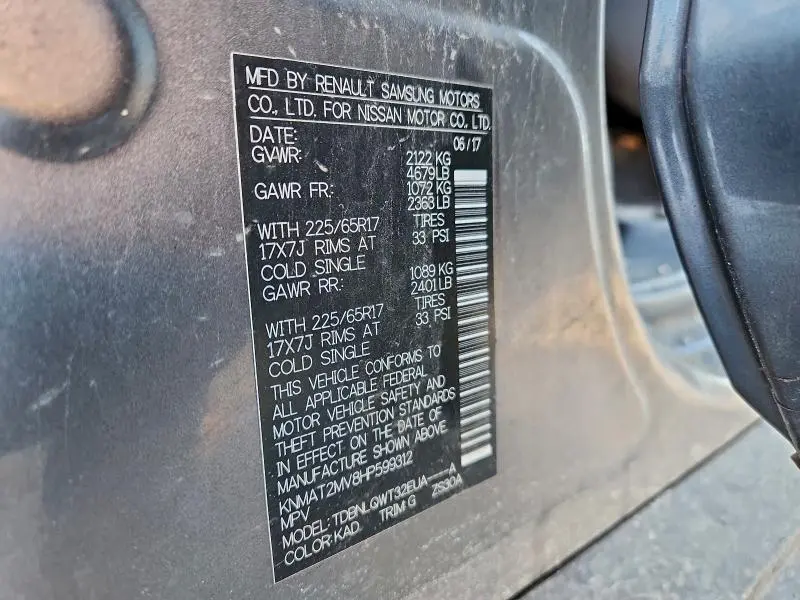 MFD BY RENAULT SAMSUNG MOTORS
CO., LTD. FOR NISSAN MOTOR CO., LTD.
DATE: 06/17
GVWR: 2122 KG
4679 LB
GAWR FR: 1072 KG
2363 LB
WITH 225/65R17 TIRES
17X7J RIMS AT 33 PSI
COLD SINGLE
GAWR RR: 1089 KG
2401 LB
WITH 225/65R17 TIRES
17X7J RIMS AT 33 PSI
COLD SINGLE
THIS VEHICLE CONFORMS TO
ALL APPLICABLE FEDERAL
MOTOR VEHICLE SAFETY AND
THEFT PREVENTION STANDARDS
IN EFFECT ON THE DATE OF
MANUFACTURE SHOWN ABOVE
KNMAT2MV8HP599312
MPV
MODEL: TDBNLQWT32EUA----A
COLOR: KAD TRIM: G ZS30A